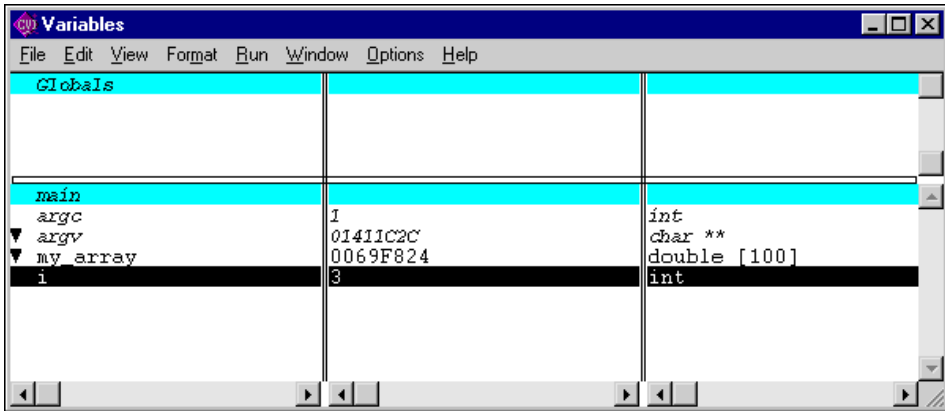 CVI Variables
File Edit View Format Run Window Options Help
Globals
main
argc 1 int
argv 01411C2C char **
my_array 0069F824 double [100]
i 3 int